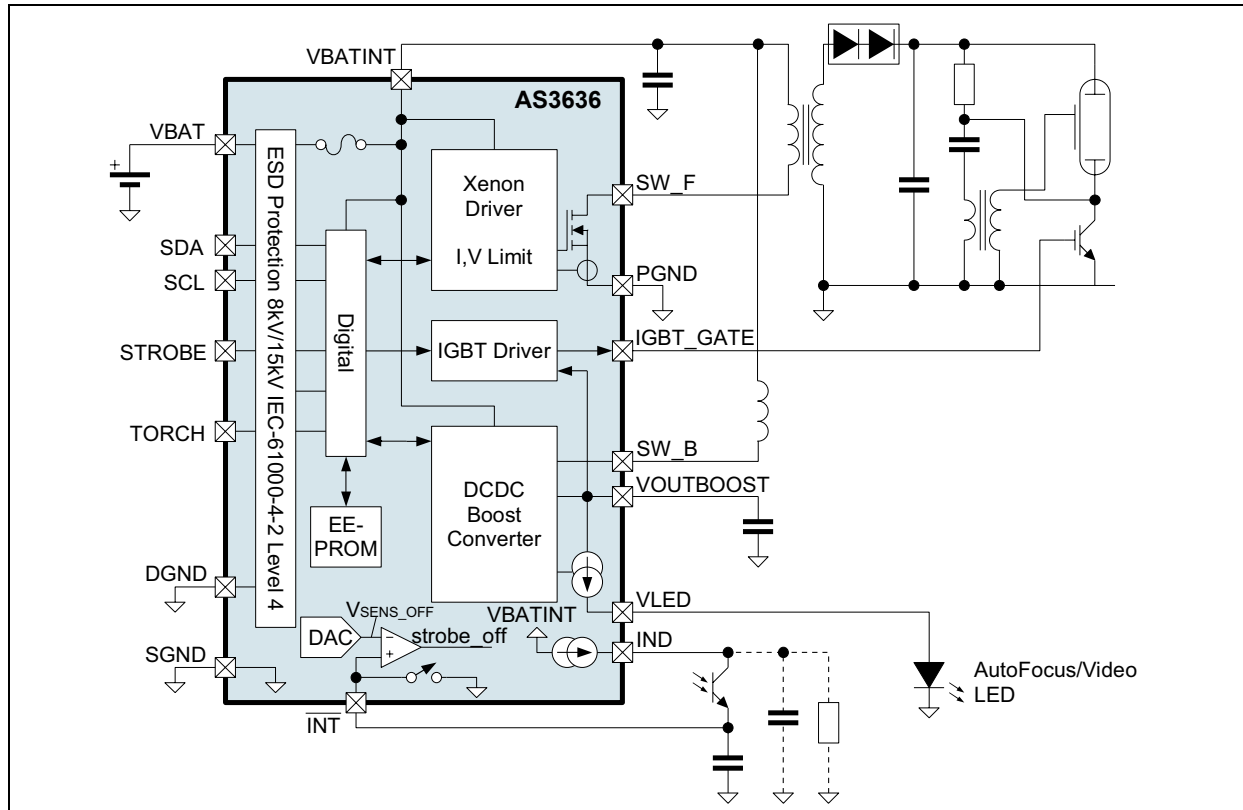 VBATINT
AS3636
VBAT
+
ESD Protection 8kV/15kV IEC-61000-4-2 Level 4
Xenon
Driver
I,V Limit
SW_F
SDA
SCL
PGND
Digital
STROBE
IGBT Driver
IGBT_GATE
TORCH
SW_B
DCDC
Boost
Converter
VOUTBOOST
EE-
PROM
DGND
VLED
VSENS_OFF
VBATINT
DAC
-
+
strobe_off
IND
SGND
AutoFocus/Video
LED
INT